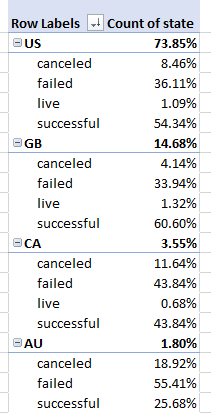 Row Labels Count of state
US 73.85%
canceled 8.46%
failed 36.11%
live 1.09%
successful 54.34%
GB 14.68%
canceled 4.14%
failed 33.94%
live 1.32%
successful 60.60%
CA 3.55%
canceled 11.64%
failed 43.84%
live 0.68%
successful 43.84%
AU 1.80%
canceled 18.92%
failed 55.41%
successful 25.68%